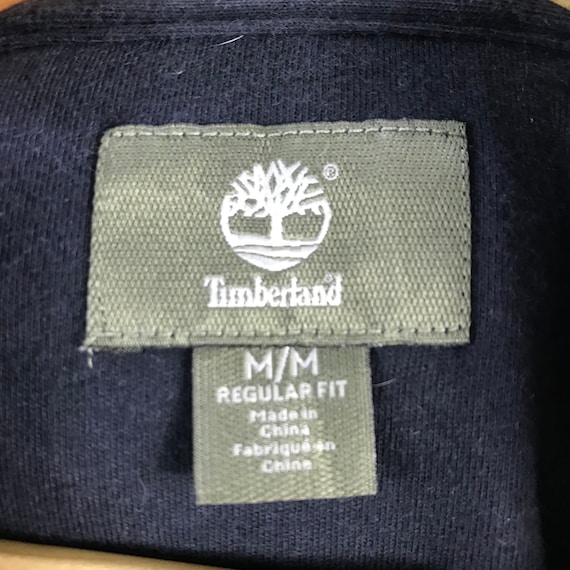 ®
Timberland®
M/M
REGULAR FIT
Made in
China
Fabriqué en
Chine